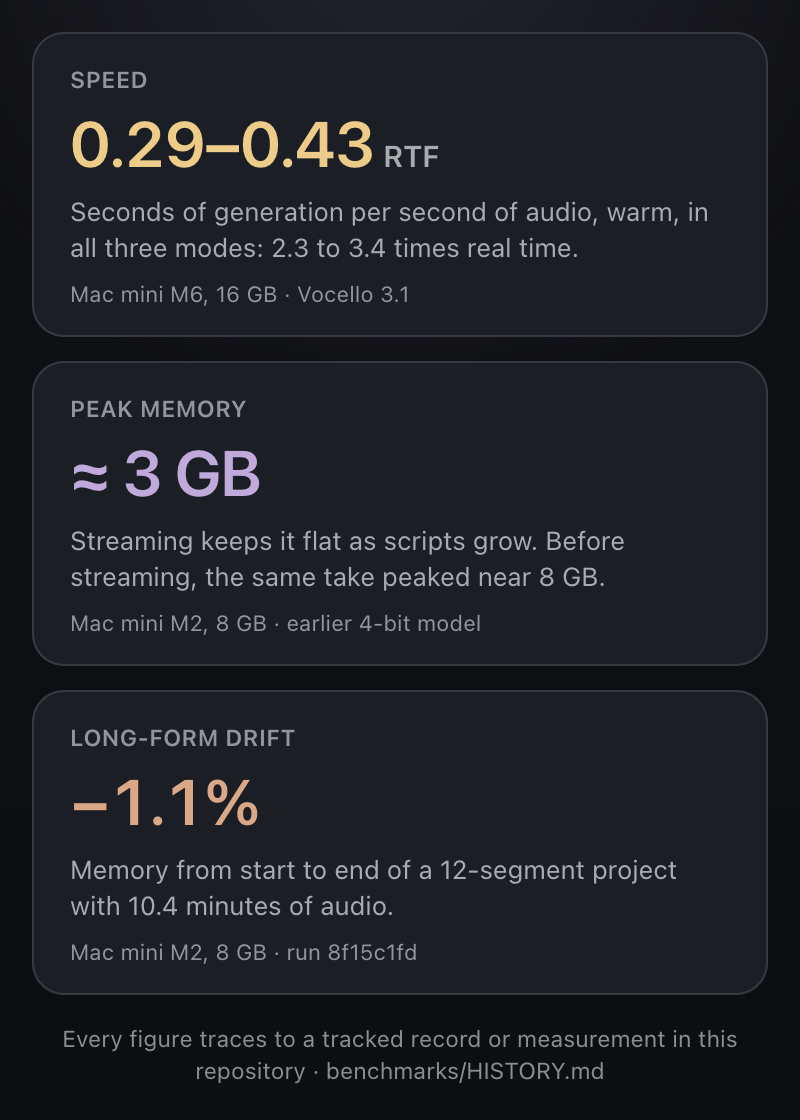 SPEED
0.29–0.43 RTF
Seconds of generation per second of audio, warm, in
all three modes: 2.3 to 3.4 times real time.
Mac mini M6, 16 GB · Vocello 3.1
PEAK MEMORY
≈ 3 GB
Streaming keeps it flat as scripts grow. Before
streaming, the same take peaked near 8 GB.
Mac mini M2, 8 GB · earlier 4-bit model
LONG-FORM DRIFT
−1.1%
Memory from start to end of a 12-segment project
with 10.4 minutes of audio.
Mac mini M2, 8 GB · run 8f15c1fd
Every figure traces to a tracked record or measurement in this
repository · benchmarks/HISTORY.md